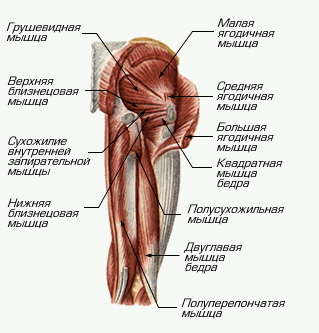 Грушевидная
мышца
Верхняя
близнецовая
мышца
Сухожилие
внутренней
запирательной
мышцы
Нижняя
близнецовая
мышца
Малая
ягодичная
мышца
Средняя
ягодичная
мышца
Большая
ягодичная
мышца
Квадратная
мышца
бедра
Полусухожильная
мышца
Двуглавая
мышца
бедра
Полуперепончатая
мышца